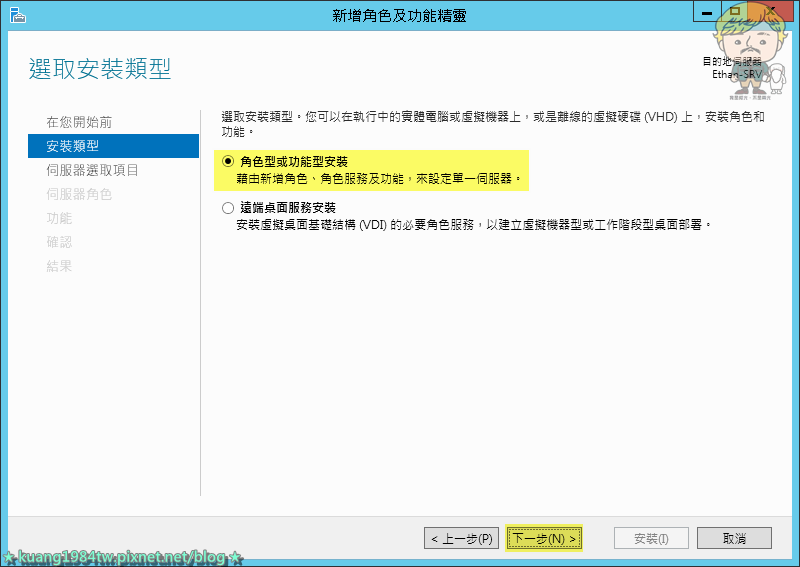 新增角色及功能精靈
選取安裝類型
目的地伺服器
Ethan-SRV
在您開始前
安裝類型
伺服器選取項目
伺服器角色
功能
確認
結果
選取安裝類型。您可以在執行中的實體電腦或虛擬機器上，或是離線的虛擬硬碟 (VHD) 上，安裝角色和
功能。
角色型或功能型安裝
藉由新增角色、角色服務及功能，來設定單一伺服器。
遠端桌面服務安裝
安裝虛擬桌面基礎結構 (VDI) 的必要角色服務，以建立虛擬機器型或工作階段型桌面部署。
< 上一步(P) 下一步(N) > 安裝(I) 取消
★ kuang1984tw.pixnet.net/blog ★